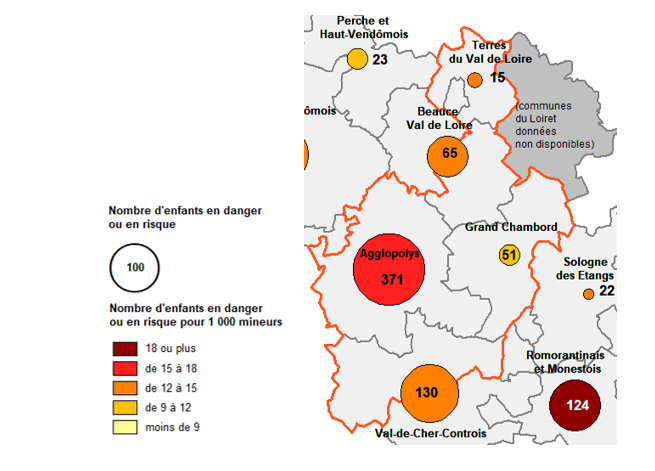 Perche et
Haut-Vendômois
23
Terres
du Val de Loire
15
(communes
du Loiret
données
non disponibles)
ômois
Beauce
Val de Loire
65
Nombre d'enfants en danger
ou en risque
100
Grand Chambord
51
Agglopolys
371
Sologne
des Etangs
22
Nombre d'enfants en danger
ou en risque pour 1 000 mineurs
18 ou plus
de 15 à 18
de 12 à 15
de 9 à 12
moins de 9
Romorantinais
et Monestois
124
130
Val-de-Cher-Controis